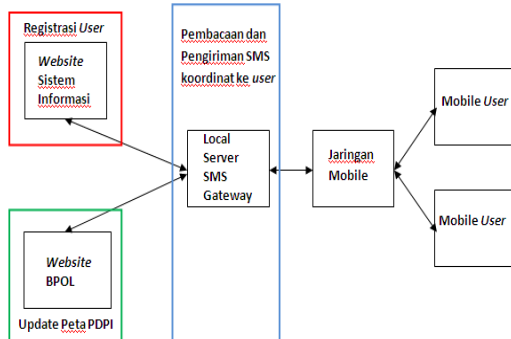 Registrasi User
Website
Sistem
Informasi
Pembacaan dan
Pengiriman SMS
koordinat ke user
Local
Server
SMS
Gateway
Jaringan
Mobile
Mobile User
Mobile User
Website
BPOL
Update Peta PDPI